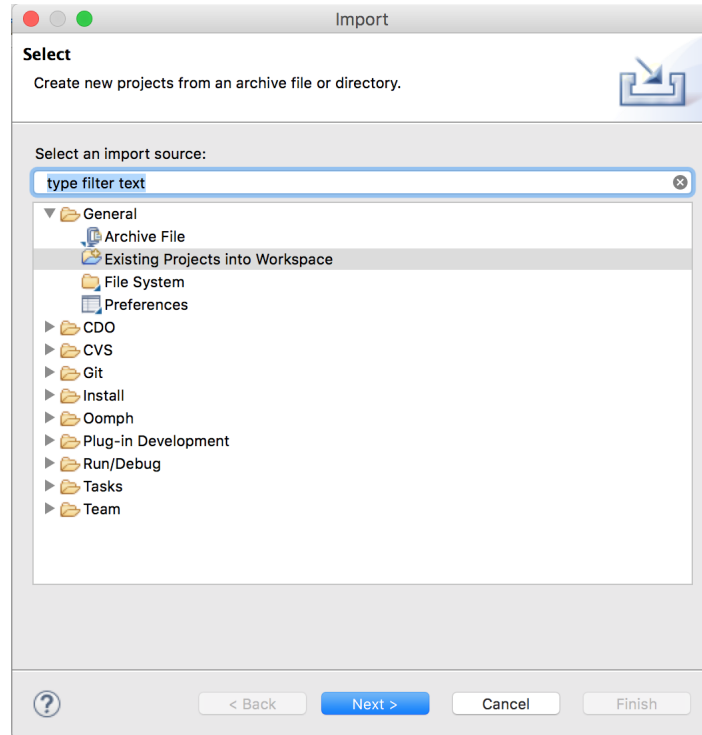 Import
Select
Create new projects from an archive file or directory.
Select an import source:
type filter text
General
Archive File
Existing Projects into Workspace
File System
Preferences
CDO
CVS
Git
Install
Oomph
Plug-in Development
Run/Debug
Tasks
Team
? < Back Next > Cancel Finish